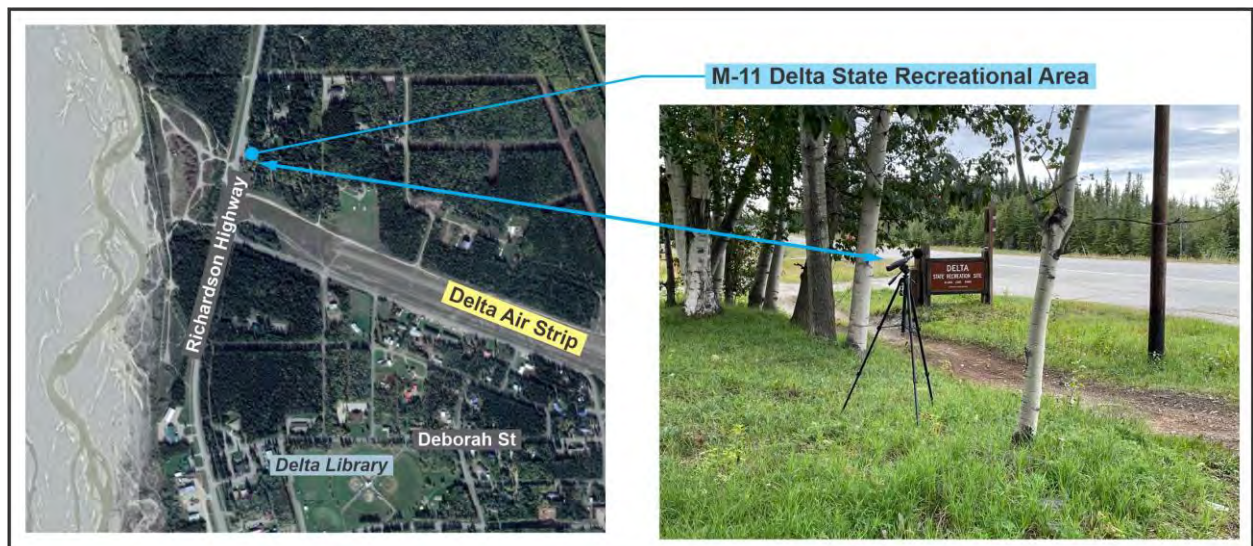 M-11 Delta State Recreational Area
Richardson Highway
Delta Air Strip
Deborah St
Delta Library
DELTA
STATE RECREATION SITE